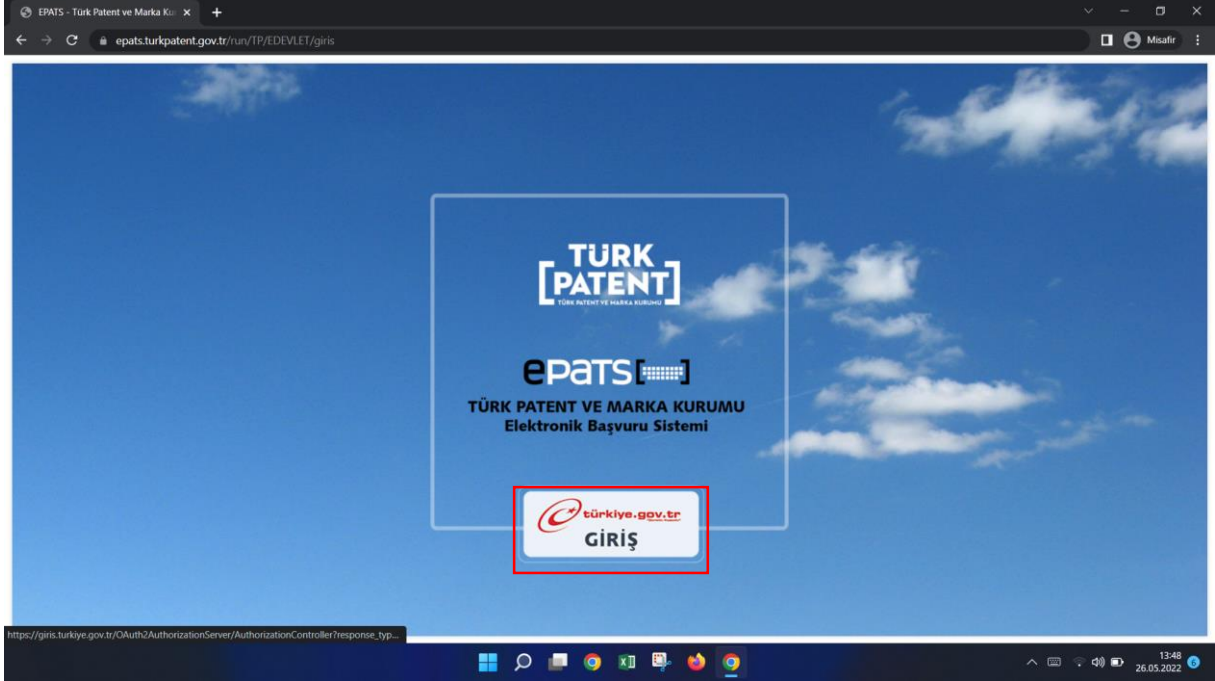 EPATS - Türk Patent ve Marka Ku
epats.turkpatent.gov.tr/run/TP/EDEVLET/giris
Misafir
TÜRK
PATENT
TÜRK PATENT VE MARKA KURUMU
epats
TÜRK PATENT VE MARKA KURUMU
Elektronik Başvuru Sistemi
türkiye.gov.tr
GİRİŞ
https://giris.turkiye.gov.tr/OAuth2AuthorizationServer/AuthorizationController?response_typ...
13:48
26.05.2022
6